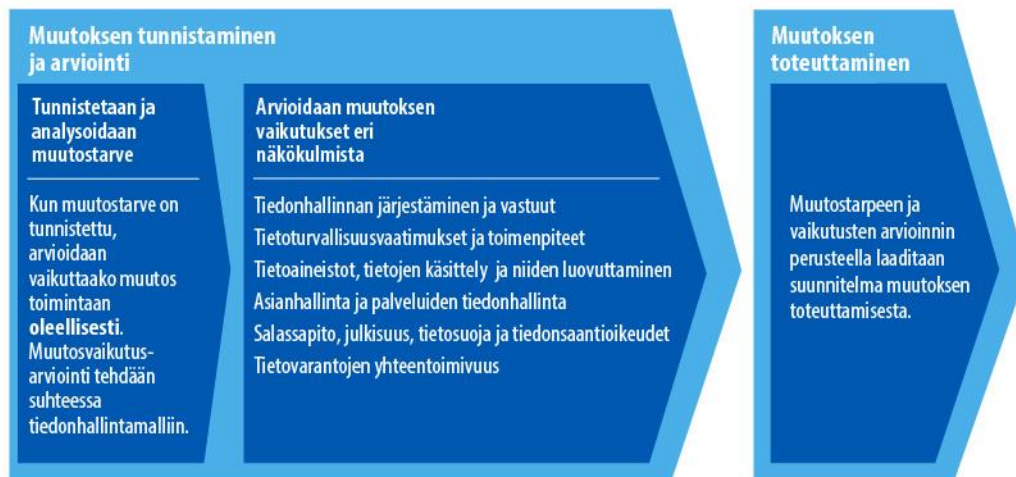 Muutoksen tunnistaminen
ja arviointi
Tunnistetaan ja
analysoidaan
muutostarve
Kun muutostarve on
tunnistettu,
arvioidaan
vaikuttaako muutos
toimintaan
oleellisesti.
Muutosvaikutus-
arviointi tehdään
suhteessa
tiedonhallintamalliin.
Arvioidaan muutoksen
vaikutukset eri
näkökulmista
Tiedonhallinnan järjestäminen ja vastuut
Tietoturvallisuusvaatimukset ja toimenpiteet
Tietoaineistot, tietojen käsittely ja niiden luovuttaminen
Asianhallinta ja palveluiden tiedonhallinta
Salassapito, julkisuus, tietosuoja ja tiedonsaantioikeudet
Tietovarantojen yhteentoimivuus
Muutoksen
toteuttaminen
Muutostarpeen ja
vaikutusten arvioinnin
perusteella laaditaan
suunnitelma muutoksen
toteuttamisesta.